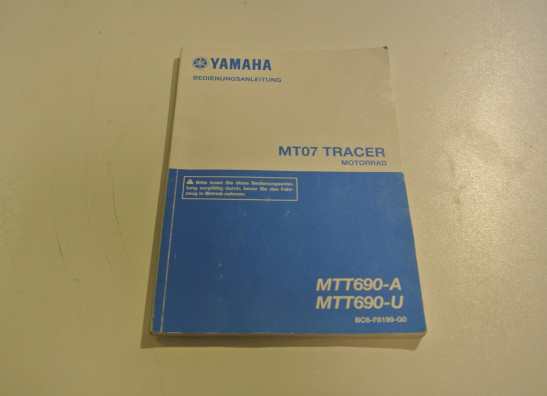 YAMAHA
BEDIENUNGSANLEITUNG
MT07 TRACER
MOTORRAD
Bitte lesen Sie diese Bedienungsanlei-
tung sorgfältig durch, bevor Sie das Fahr-
zeug in Betrieb nehmen.
MTT690-A
MTT690-U
BC6-F8199-G0